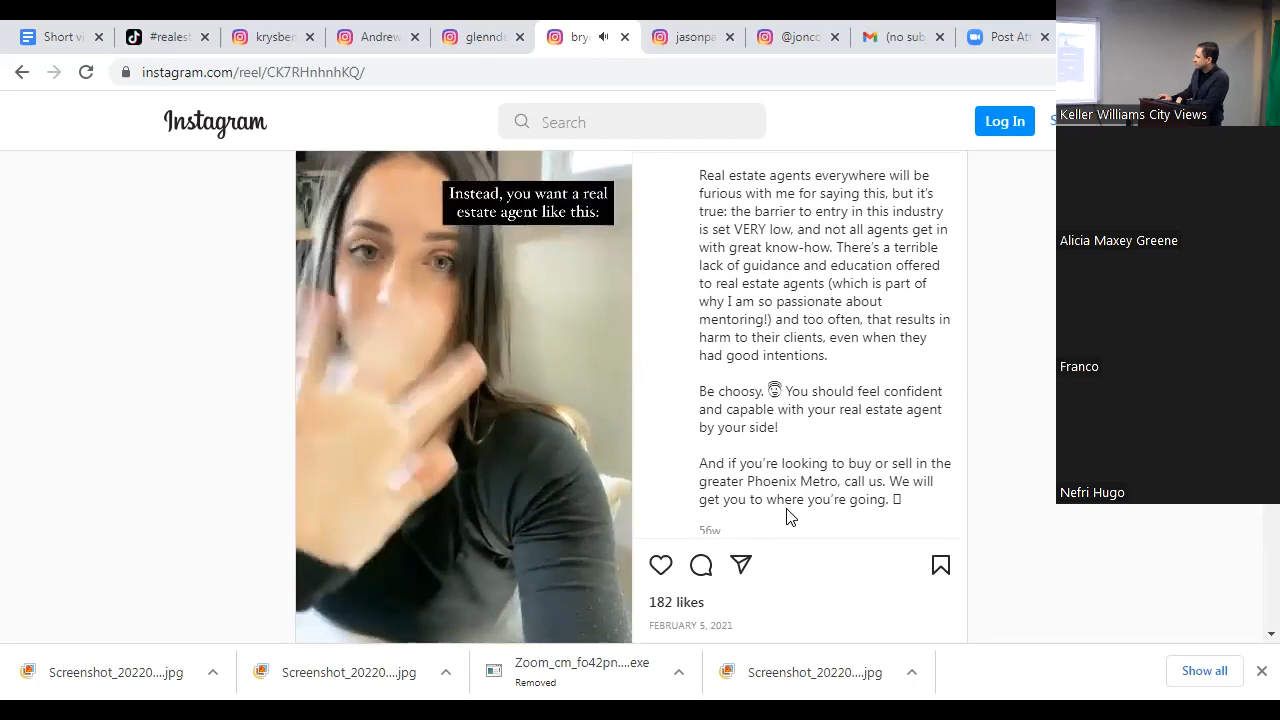 Short v
#realest
krysber
Andrew
glennde
bryc
jasonpa
@jonco
(no sub
Post Att
instagram.com/reel/CK7RHnhnhKQ/
Keller Williams City Views
Instagram
Search
Log In
S
Instead, you want a real
estate agent like this:
Real estate agents everywhere will be
furious with me for saying this, but it's
true: the barrier to entry in this industry
is set VERY low, and not all agents get in
with great know-how. There's a terrible
lack of guidance and education offered
to real estate agents (which is part of
why I am so passionate about
mentoring!) and too often, that results in
harm to their clients, even when they
had good intentions.
Be choosy. 😇 You should feel confident
and capable with your real estate agent
by your side!
And if you're looking to buy or sell in the
greater Phoenix Metro, call us. We will
get you to where you're going.
56w
182 likes
FEBRUARY 5, 2021
Alicia Maxey Greene
Franco
Nefri Hugo
Screenshot_20220....jpg
Screenshot_20220....jpg
Zoom_cm_fo42pn....exe
Removed
Screenshot_20220....jpg
Show all